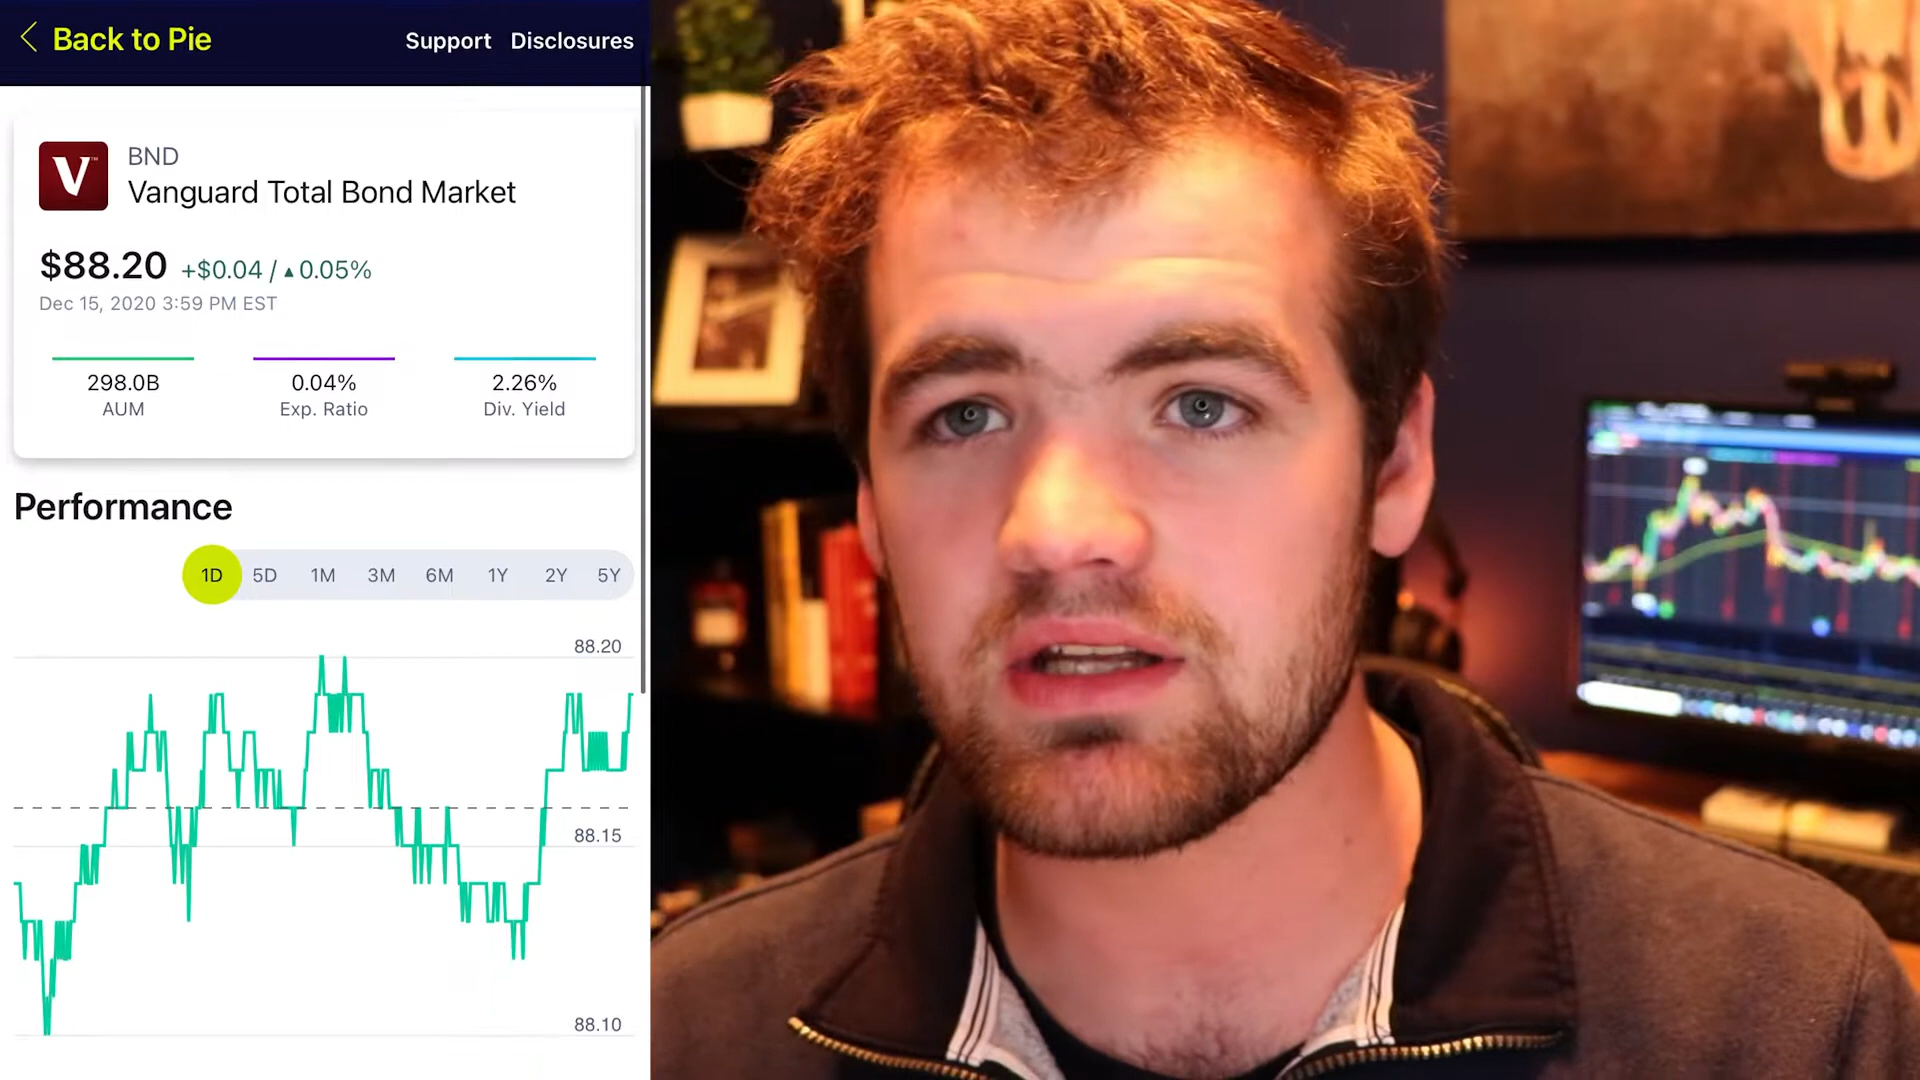 Back to Pie
Support Disclosures
V™
BND
Vanguard Total Bond Market
$88.20 +$0.04 / ▲ 0.05%
Dec 15, 2020 3:59 PM EST
298.0B 0.04% 2.26%
AUM Exp. Ratio Div. Yield
Performance
1D 5D 1M 3M 6M 1Y 2Y 5Y
88.20
88.15
88.10